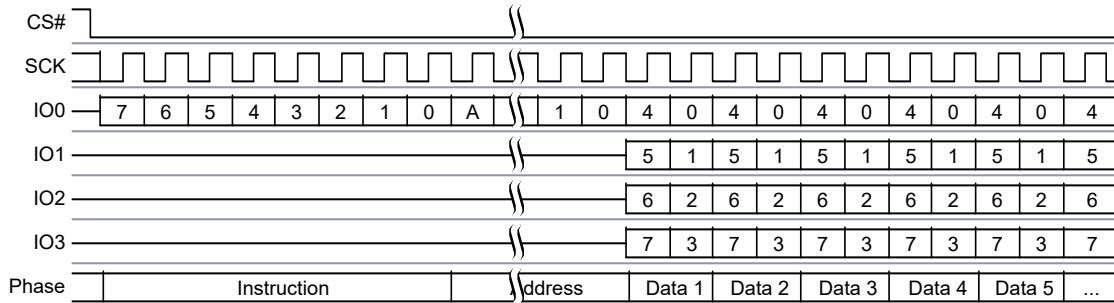 CS#
SCK
IO0 7 6 5 4 3 2 1 0 A 1 0 4 0 4 0 4 0 4 0 4 0 4
IO1 5 1 5 1 5 1 5 1 5 1 5
IO2 6 2 6 2 6 2 6 2 6 2 6
IO3 7 3 7 3 7 3 7 3 7 3 7
Phase Instruction Address Data 1 Data 2 Data 3 Data 4 Data 5 ...